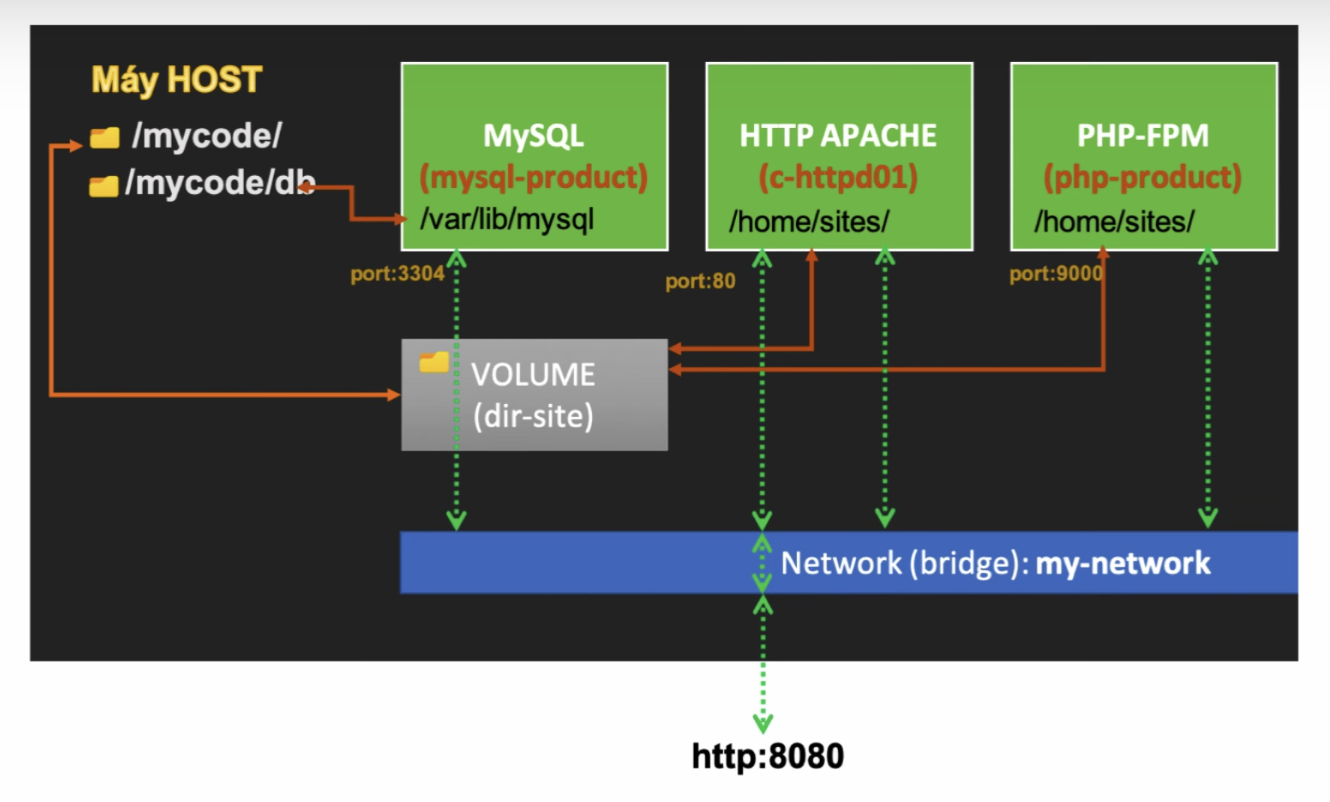 Máy HOST
/mycode/
/mycode/db
MySQL
(mysql-product)
/var/lib/mysql
HTTP APACHE
(c-httpd01)
/home/sites/
PHP-FPM
(php-product)
/home/sites/
port:3304
port:80
port:9000
VOLUME
(dir-site)
Network (bridge): my-network
http:8080